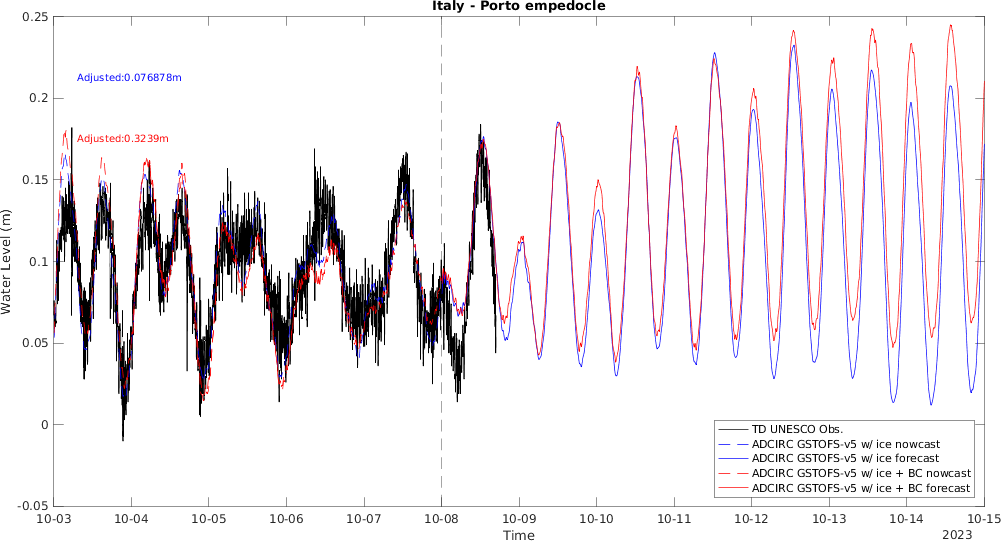 Italy - Porto empedocle
0.25
0.2
0.15
0.1
0.05
0
-0.05
Water Level (m)
Adjusted:0.076878m
Adjusted:0.3239m
TD UNESCO Obs.
ADCIRC GSTOFS-v5 w/ ice nowcast
ADCIRC GSTOFS-v5 w/ ice forecast
ADCIRC GSTOFS-v5 w/ ice + BC nowcast
ADCIRC GSTOFS-v5 w/ ice + BC forecast
10-03 10-04 10-05 10-06 10-07 10-08 10-09 10-10 10-11 10-12 10-13 10-14 10-15
Time
2023